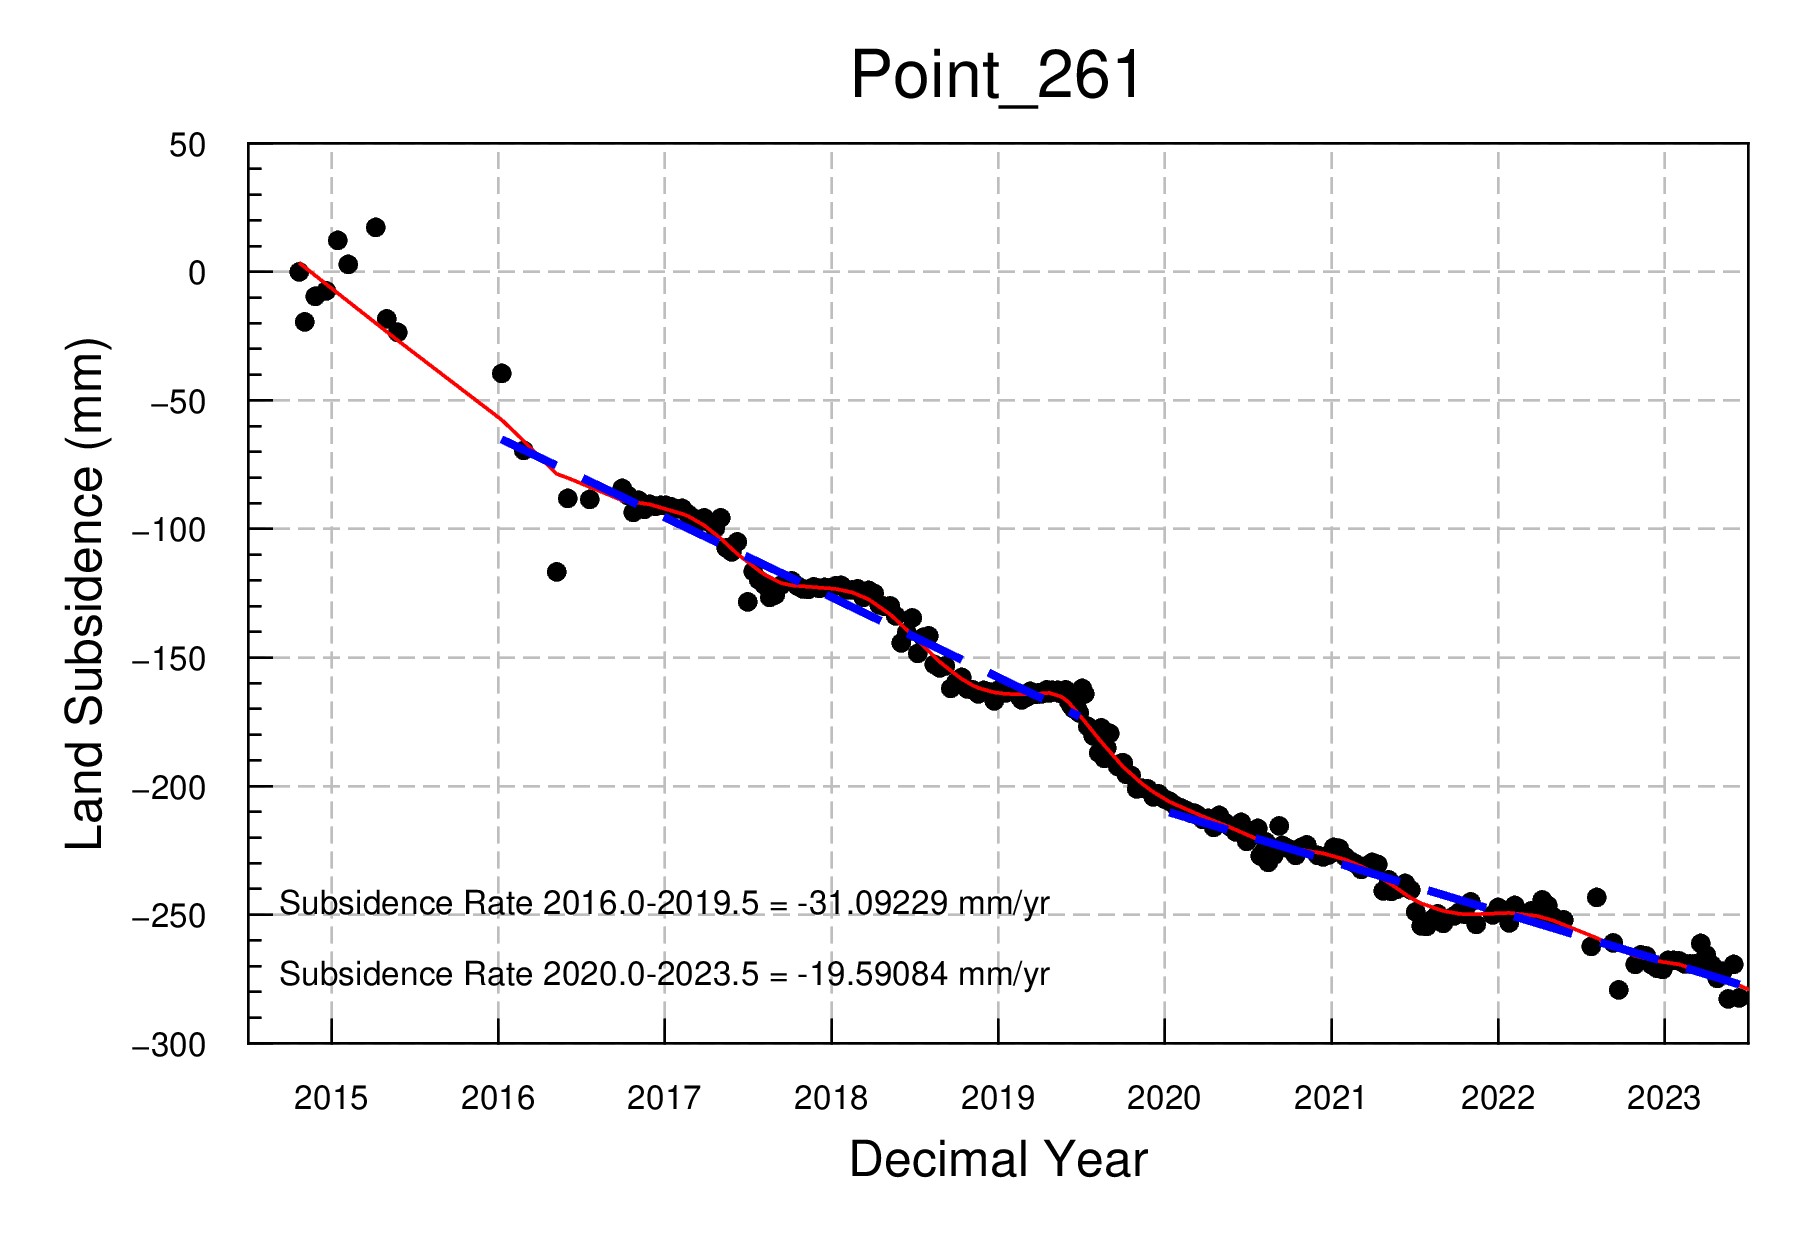 Point_261
50
0
−50
−100
−150
−200
−250
−300
Land Subsidence (mm)
Subsidence Rate 2016.0-2019.5 = -31.09229 mm/yr
Subsidence Rate 2020.0-2023.5 = -19.59084 mm/yr
2015 2016 2017 2018 2019 2020 2021 2022 2023
Decimal Year